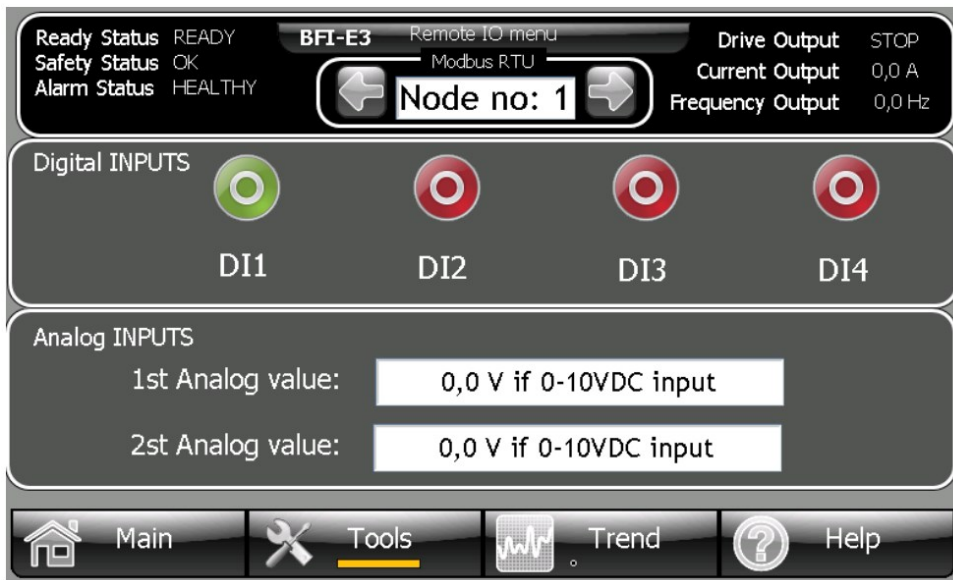 Ready Status READY
Safety Status OK
Alarm Status HEALTHY
BFI-E3 Remote IO menu
Modbus RTU
Node no: 1
Drive Output STOP
Current Output 0,0 A
Frequency Output 0,0 Hz
Digital INPUTS
DI1 DI2 DI3 DI4
Analog INPUTS
1st Analog value: 0,0 V if 0-10VDC input
2st Analog value: 0,0 V if 0-10VDC input
Main Tools Trend Help